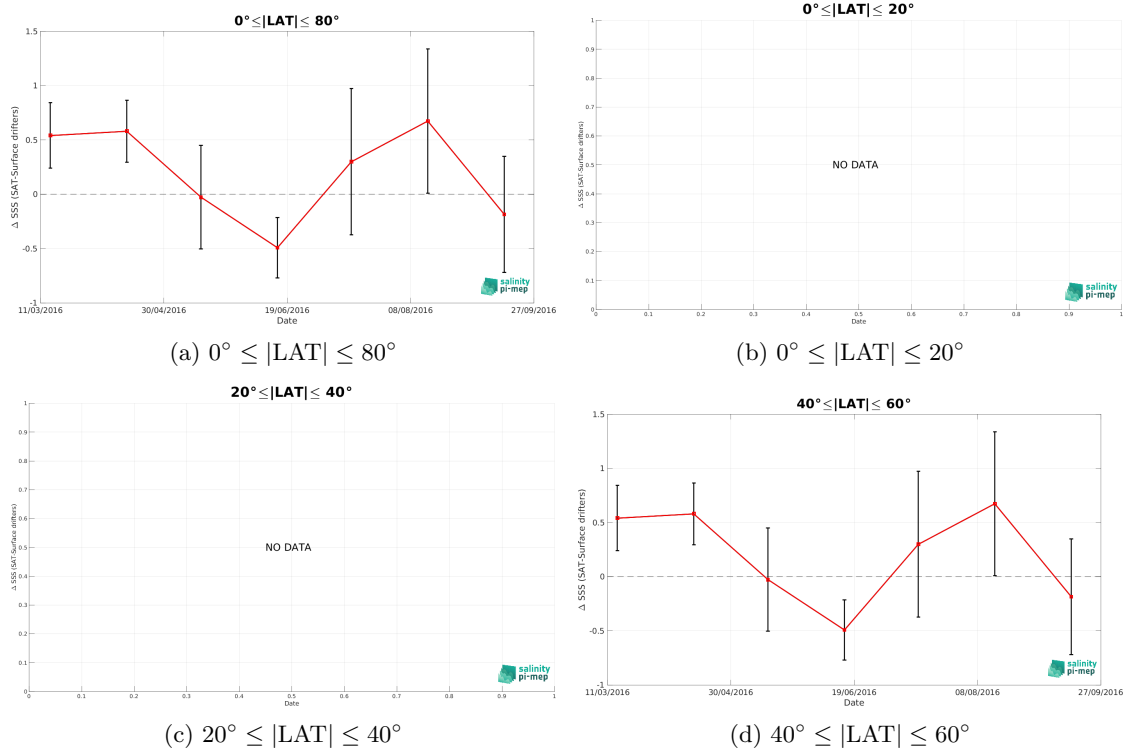 0°≤|LAT|≤ 80°
1.5
1
0.5
0
-0.5
-1
Δ SSS (SAT-Surface drifters)
11/03/2016 30/04/2016 19/06/2016 08/08/2016 27/09/2016
Date
salinity
pi-mep
(a) 0° ≤ |LAT| ≤ 80°
0°≤|LAT|≤ 20°
1
0.9
0.8
0.7
0.6
0.5
0.4
0.3
0.2
0.1
0
Δ SSS (SAT-Surface drifters)
NO DATA
0 0.1 0.2 0.3 0.4 0.5 0.6 0.7 0.8 0.9 1
Date
salinity
pi-mep
(b) 0° ≤ |LAT| ≤ 20°
20°≤|LAT|≤ 40°
1
0.9
0.8
0.7
0.6
0.5
0.4
0.3
0.2
0.1
0
Δ SSS (SAT-Surface drifters)
NO DATA
0 0.1 0.2 0.3 0.4 0.5 0.6 0.7 0.8 0.9 1
Date
salinity
pi-mep
(c) 20° ≤ |LAT| ≤ 40°
40°≤|LAT|≤ 60°
1.5
1
0.5
0
-0.5
-1
Δ SSS (SAT-Surface drifters)
11/03/2016 30/04/2016 19/06/2016 08/08/2016 27/09/2016
Date
salinity
pi-mep
(d) 40° ≤ |LAT| ≤ 60°